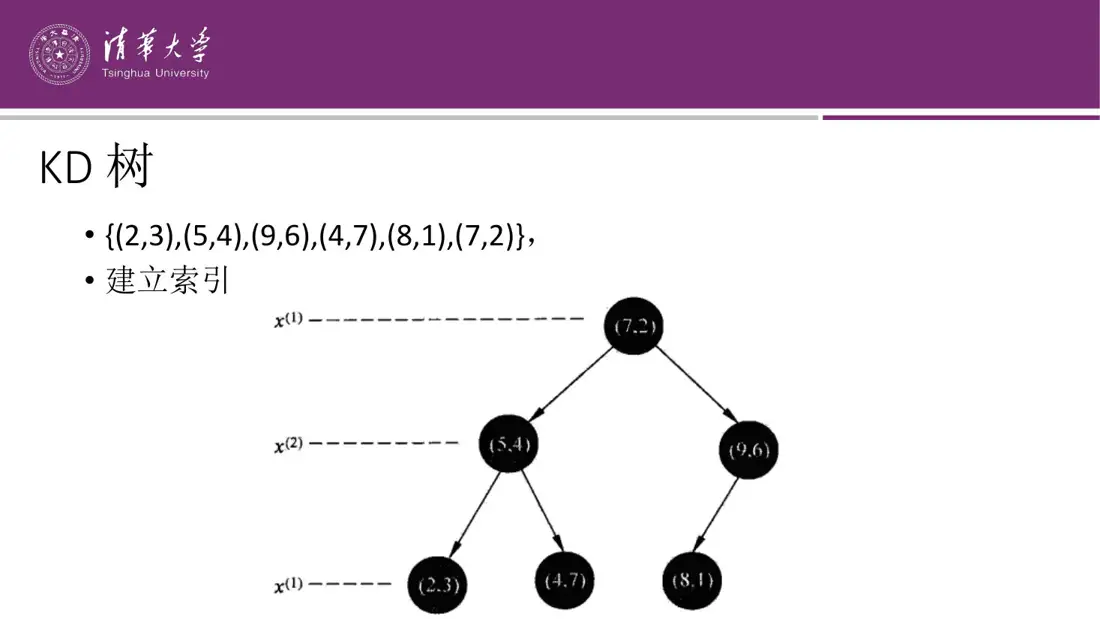 清华大学
Tsinghua University
KD 树
• {(2,3),(5,4),(9,6),(4,7),(8,1),(7,2)},
• 建立索引
x(1) (7,2)
x(2) (5,4) (9,6)
x(1) (2,3) (4,7) (8,1)